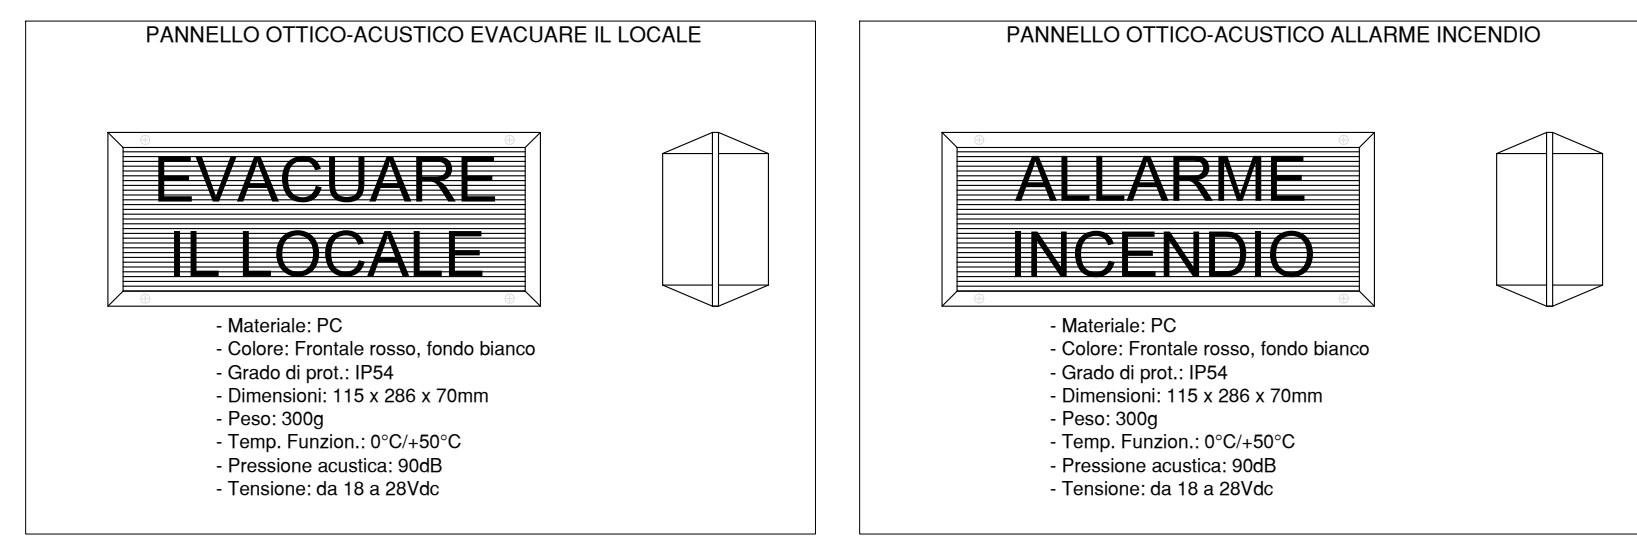 PANNELLO OTTICO-ACUSTICO EVACUARE IL LOCALE
EVACUARE
IL LOCALE
- Materiale: PC
- Colore: Frontale rosso, fondo bianco
- Grado di prot.: IP54
- Dimensioni: 115 x 286 x 70mm
- Peso: 300g
- Temp. Funzion.: 0°C/+50°C
- Pressione acustica: 90dB
- Tensione: da 18 a 28Vdc
PANNELLO OTTICO-ACUSTICO ALLARME INCENDIO
ALLARME
INCENDIO
- Materiale: PC
- Colore: Frontale rosso, fondo bianco
- Grado di prot.: IP54
- Dimensioni: 115 x 286 x 70mm
- Peso: 300g
- Temp. Funzion.: 0°C/+50°C
- Pressione acustica: 90dB
- Tensione: da 18 a 28Vdc